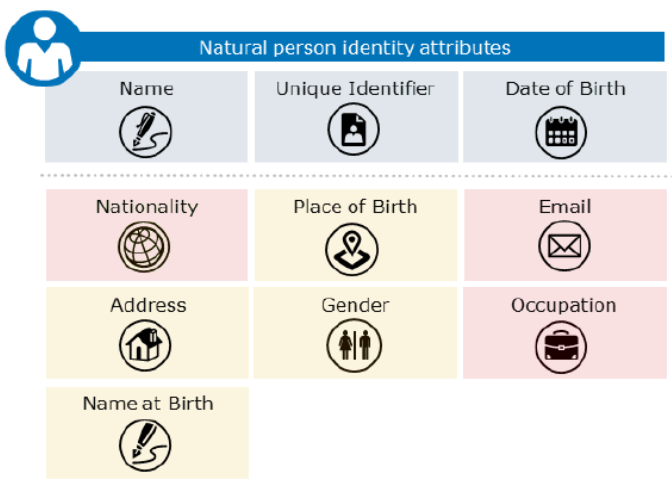 Natural person identity attributes
Name
Unique Identifier
Date of Birth
Nationality
Place of Birth
Email
Address
Gender
Occupation
Name at Birth